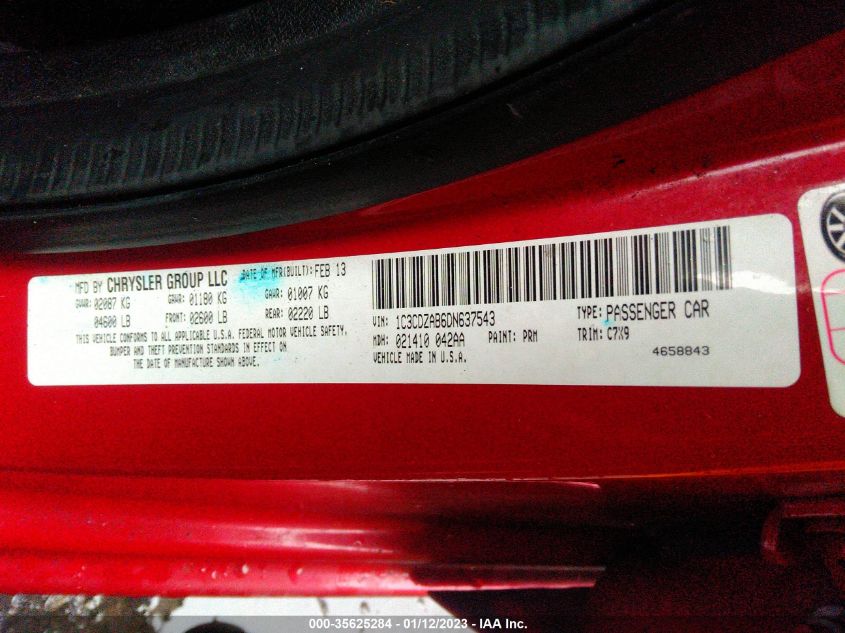 MFD BY CHRYSLER GROUP LLC DATE OF MFR(BUILT): FEB 13
GVWR: 02087 KG GAWR: 01180 KG GAWR: 01007 KG
04600 LB FRONT: 02600 LB REAR: 02220 LB
THIS VEHICLE CONFORMS TO ALL APPLICABLE U.S.A. FEDERAL MOTOR VEHICLE SAFETY,
BUMPER AND THEFT PREVENTION STANDARDS IN EFFECT ON
THE DATE OF MANUFACTURE SHOWN ABOVE.
VIN: 1C3CDZAB6DN637543 TYPE: PASSENGER CAR
MDH: 021410 042AA PAINT: PRM TRIM: C7X9
VEHICLE MADE IN U.S.A. 4658843
000-35625284 - 01/12/2023 - IAA Inc.